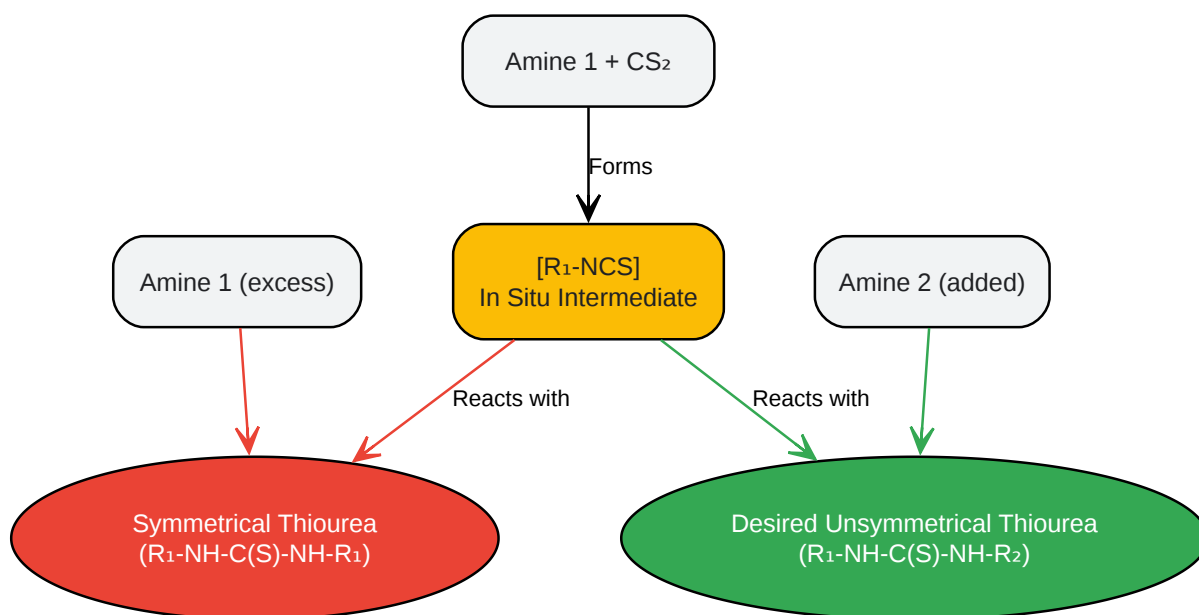 Amine 1 + CS₂
Forms
Amine 1 (excess)
[R₁-NCS]
In Situ Intermediate
Amine 2 (added)
Reacts with
Reacts with
Symmetrical Thiourea
(R₁-NH-C(S)-NH-R₁)
Desired Unsymmetrical Thiourea
(R₁-NH-C(S)-NH-R₂)